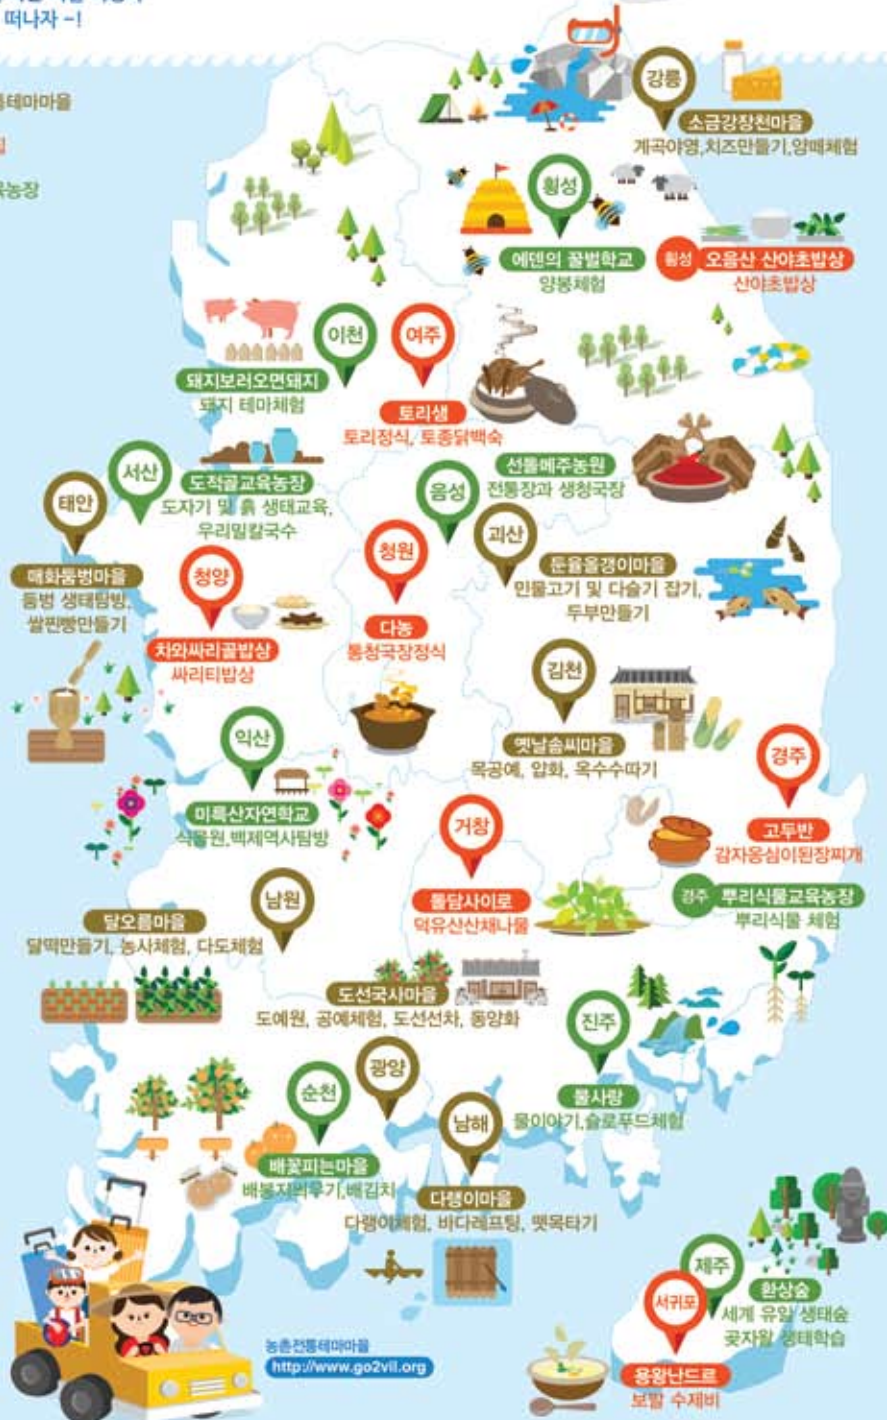 떠나자 -!
테마마을
농장
강릉
소금강장천마을
계곡야영,치즈만들기,양떼체험
횡성
에덴의 꿀벌학교
양봉체험
횡성 오음산 산야초밥상
산야초밥상
이천
돼지보러오면돼지
돼지 테마체험
여주
토리샘
토리정식, 토종닭백숙
서산
도적골교육농장
도자기 및 흙 생태교육,
우리밀칼국수
음성
선돌메주농원
전통장과 생청국장
태안
매화둠벙마을
둠벙 생태탐방,
쌀찐빵만들기
청양
차와싸리골밥상
싸리티밥상
청원
다농
통청국장정식
괴산
둔율올갱이마을
민물고기 및 다슬기 잡기,
두부만들기
김천
옛날솜씨마을
목공예, 압화, 옥수수따기
익산
미륵산자연학교
식물원,백제역사탐방
경주
고두반
감자옹심이된장찌개
경주 뿌리식물교육농장
뿌리식물 체험
거창
돌담사이로
덕유산산채나물
남원
달오름마을
달떡만들기, 농사체험, 다도체험
도선국사마을
도예원, 공예체험, 도선선차, 동양화
광양
진주
물사랑
물이야기,슬로푸드체험
순천
배꽃피는마을
배봉지씌우기,배김치
남해
다랭이마을
다랭이체험, 바다래프팅, 뗏목타기
제주
환상숲
세계 유일 생태숲
곶자왈 생태학습
서귀포
용왕난드르
보말 수제비
농촌전통테마마을
http://www.go2vil.org